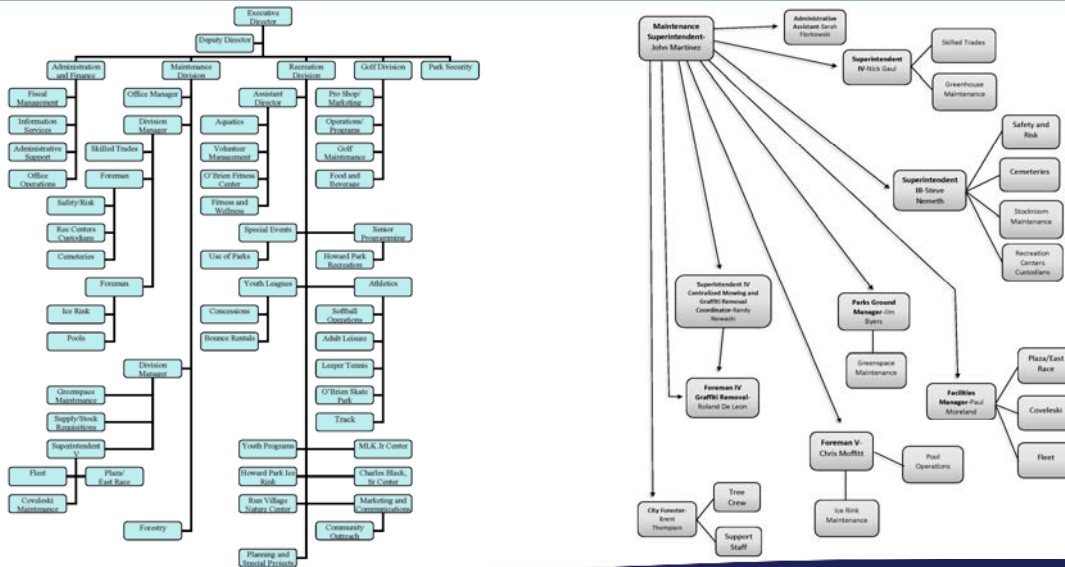 Executive
Director
Deputy Director
Administration
and Finance
Maintenance
Division
Recreation
Division
Golf Division
Park Security
Fiscal
Management
Information
Services
Administrative
Support
Office
Operations
Office Manager
Division
Manager
Skilled Trades
Foreman
Safety/Risk
Rec Centers
Custodians
Cemeteries
Foreman
Ice Rink
Pools
Division
Manager
Greenspace
Maintenance
Supply/Stock
Requisitions
Superintendent
V
Fleet
Plaza/
East Race
Coveleski
Maintenance
Forestry
Assistant
Director
Aquatics
Volunteer
Management
O'Brien Fitness
Center
Fitness and
Wellness
Special Events
Senior
Programming
Use of Parks
Howard Park
Recreation
Youth Leagues
Athletics
Concessions
Bounce Rentals
Softball
Operations
Adult Leisure
Leeper Tennis
O'Brien Skate
Park
Track
Youth Programs
MLK Jr Center
Howard Park Ice
Rink
Charles Black, Sr
Center
Rum Village
Nature Center
Marketing and
Communications
Community
Outreach
Planning and
Special Projects
Pro Shop/
Marketing
Operations/
Programs
Golf
Maintenance
Food and
Beverage
Maintenance
Superintendent-
John Martinez
Administrative
Assistant-Sarah
Superintendent
IV-Nick Gaul
Skilled Trades
Greenhouse
Maintenance
Superintendent
III-Steve
Nemeth
Safety and
Risk
Cemeteries
Stockroom
Maintenance
Recreation
Centers
Custodians
Superintendent IV
Centralized Mowing and
Graffiti Removal
Coordinator-Randy
Foreman IV
Graffiti Removal-
Roland De Leon
Parks Ground
Manager-Jim
Byers
Greenspace
Maintenance
Facilities
Manager-Paul
Moreland
Plaza/East
Race
Coveleski
Fleet
Foreman V-
Chris Moffitt
Pool
Operations
Ice Rink
Maintenance
City Forester-
Brent
Thompson
Tree
Crew
Support
Staff